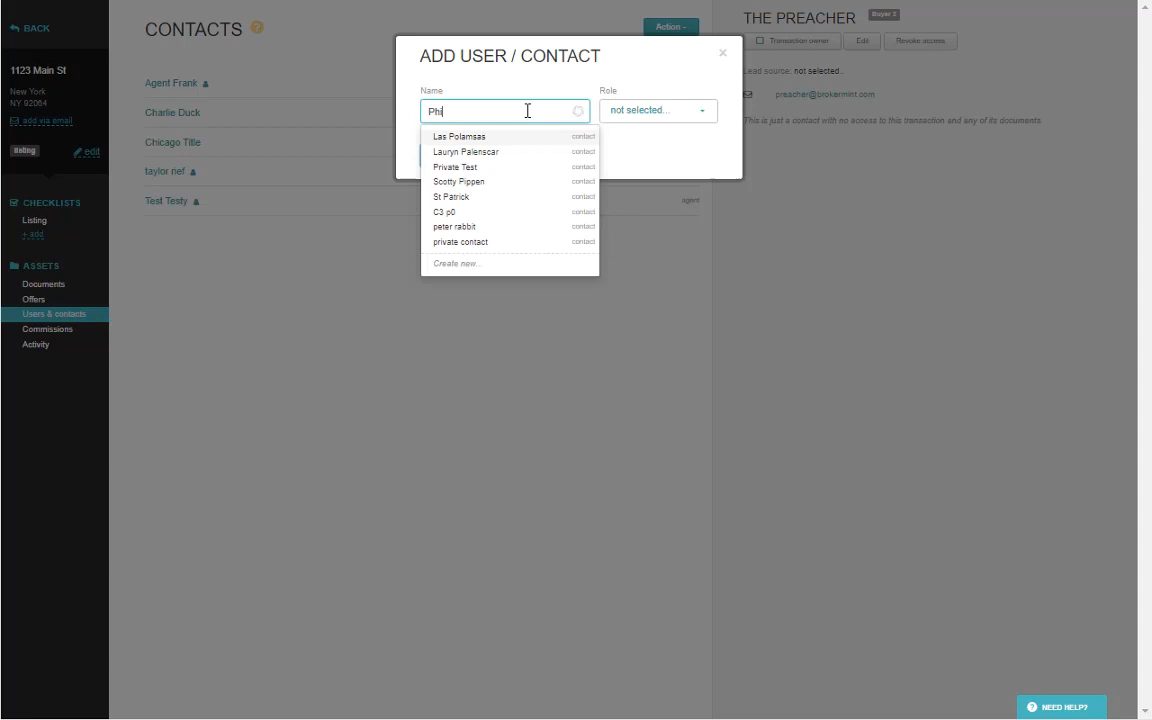 BACK
1123 Main St
New York
NY 92064
add via email
listing
edit
CHECKLISTS
Listing
+ add
ASSETS
Documents
Offers
Users & contacts
Commissions
Activity
CONTACTS ?
Action -
Agent Frank
Charlie Duck
Chicago Title
taylor rief
Test Testy
agent
ADD USER / CONTACT
×
Name
Role
Phi
not selected...
Las Polamsas contact
Lauryn Palenscar contact
Private Test contact
Scotty Pippen contact
St Patrick contact
C3 p0 contact
peter rabbit contact
private contact contact
Create new...
THE PREACHER Buyer 2
Transaction owner
Edit
Revoke access
Lead source: not selected..
preacher@brokermint.com
This is just a contact with no access to this transaction and any of its documents.
? NEED HELP?